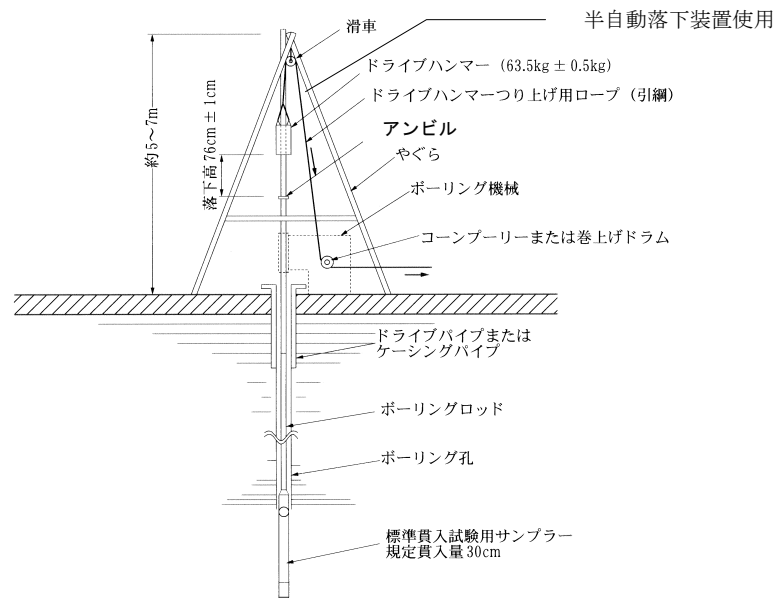 半自動落下装置使用
滑車
ドライブハンマー（63.5kg ± 0.5kg）
ドライブハンマーつり上げ用ロープ（引綱）
アンビル
やぐら
ボーリング機械
コーンプーリーまたは巻上げドラム
約5～7m
落下高76cm ± 1cm
ドライブパイプまたは
ケーシングパイプ
ボーリングロッド
ボーリング孔
標準貫入試験用サンプラー
規定貫入量30cm